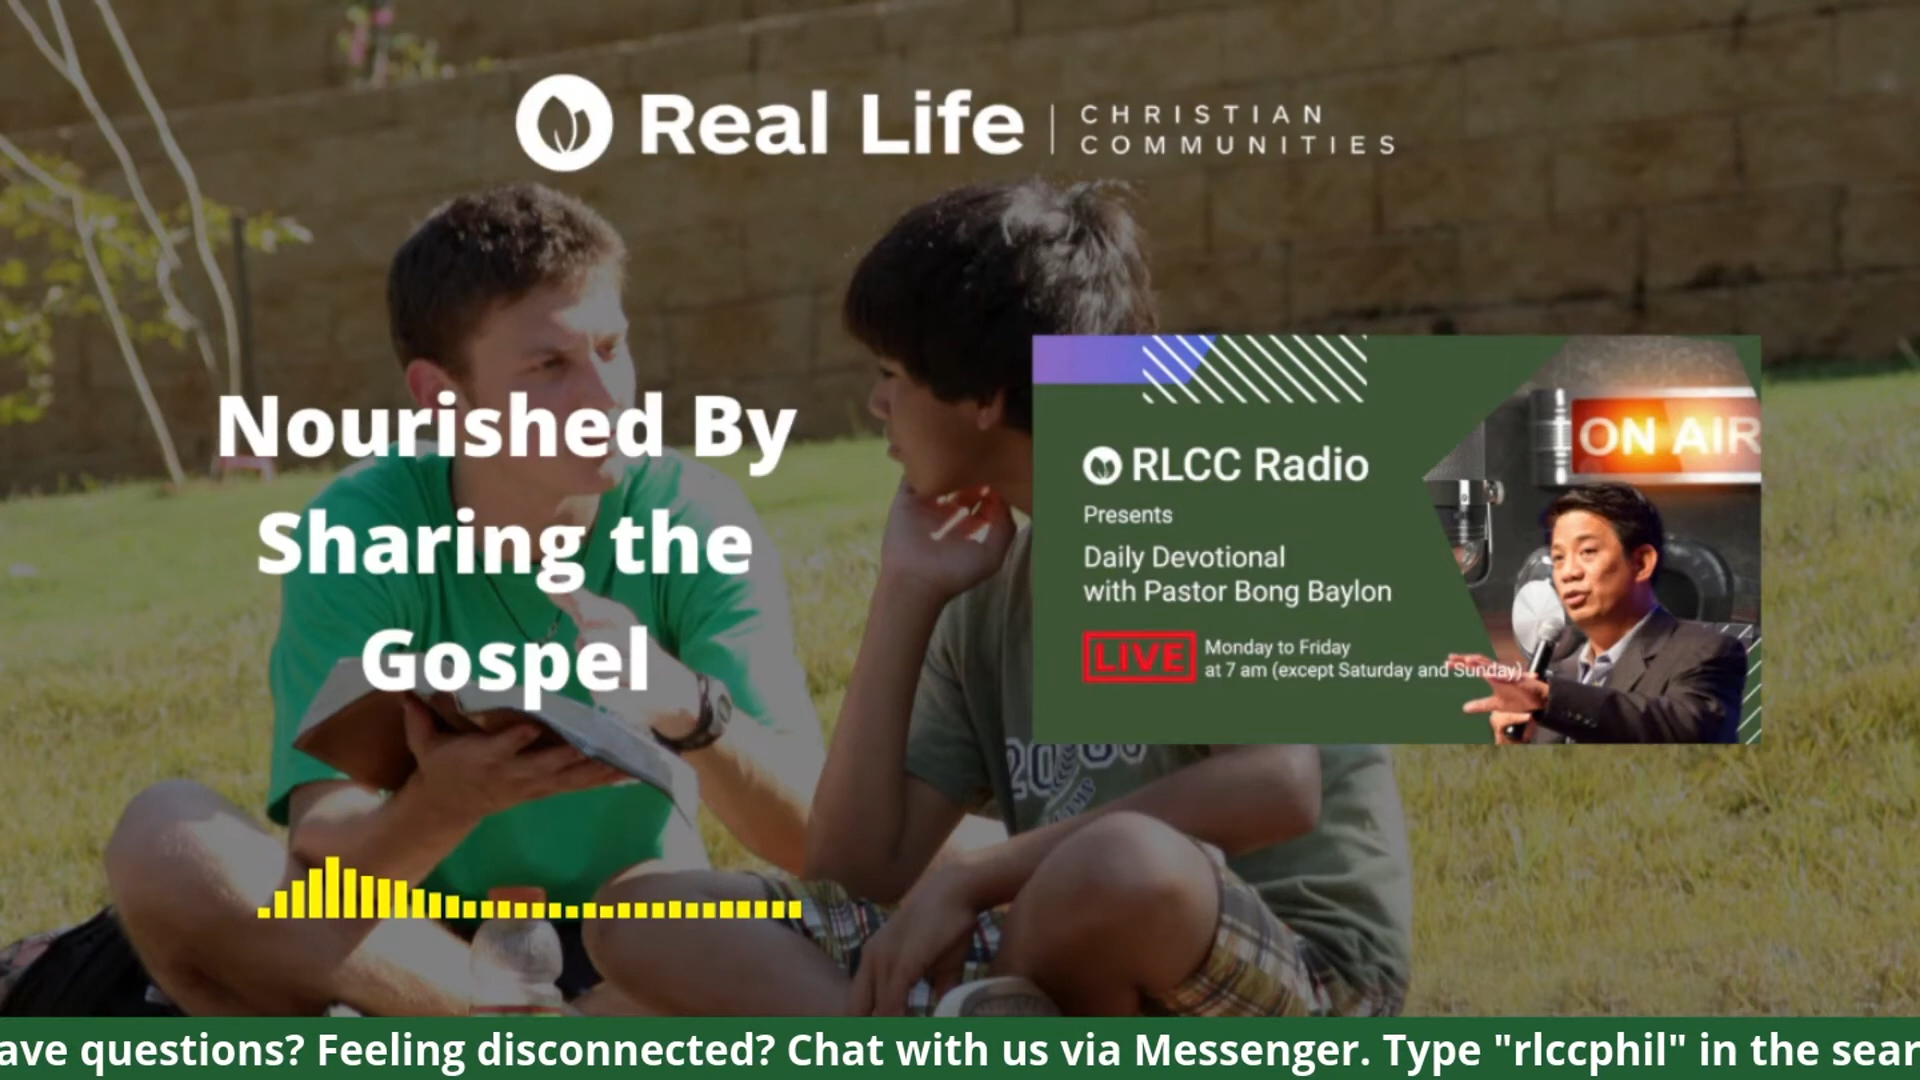 Real Life
CHRISTIAN
COMMUNITIES
Nourished By
Sharing the
Gospel
ON AIR
RLCC Radio
Presents
Daily Devotional
with Pastor Bong Baylon
LIVE
Monday to Friday
at 7 am (except Saturday and Sunday)
ave questions? Feeling disconnected? Chat with us via Messenger. Type "rlccphil" in the sear